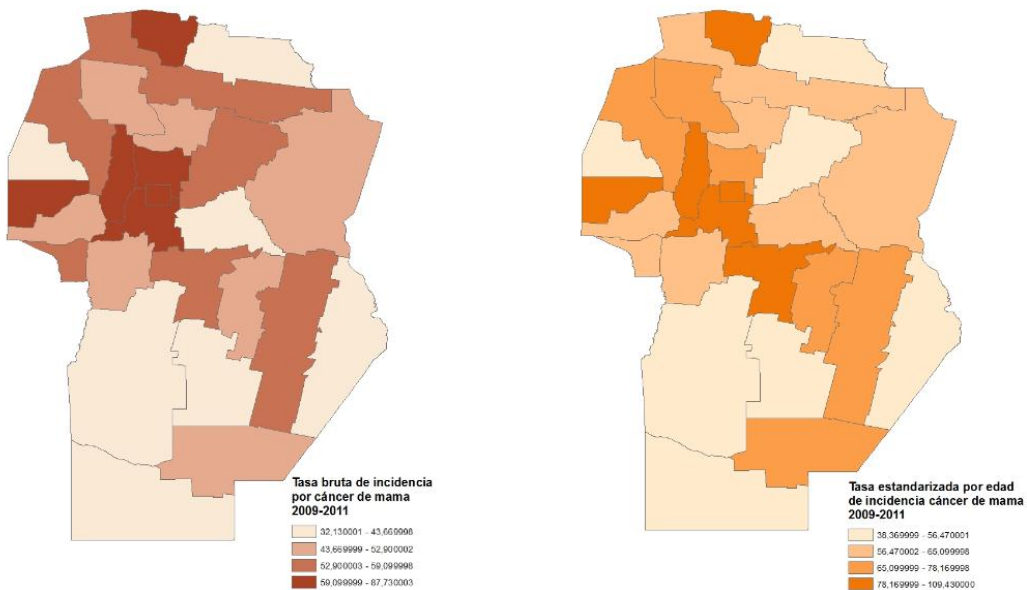 Tasa bruta de incidencia
por cáncer de mama
2009-2011
32,130001 - 43,669998
43,669999 - 52,900002
52,900003 - 59,099998
59,099999 - 87,730003
Tasa estandarizada por edad
de incidencia cáncer de mama
2009-2011
38,369999 - 56,470001
56,470002 - 65,099998
65,099999 - 78,169998
78,169999 - 109,430000